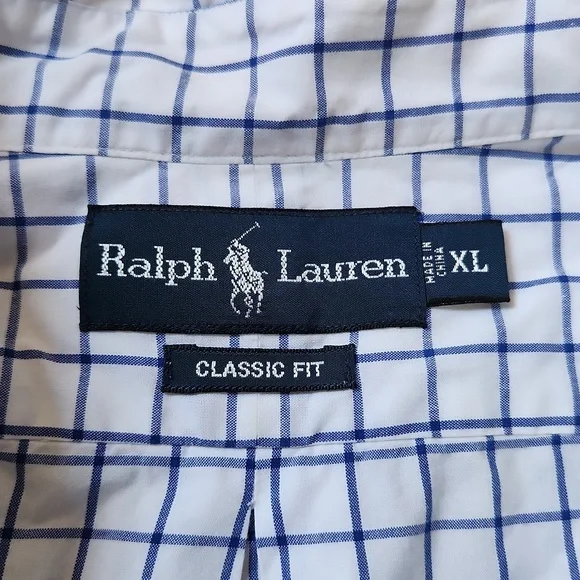 Ralph Lauren
MADE IN
CHINA
XL
CLASSIC FIT